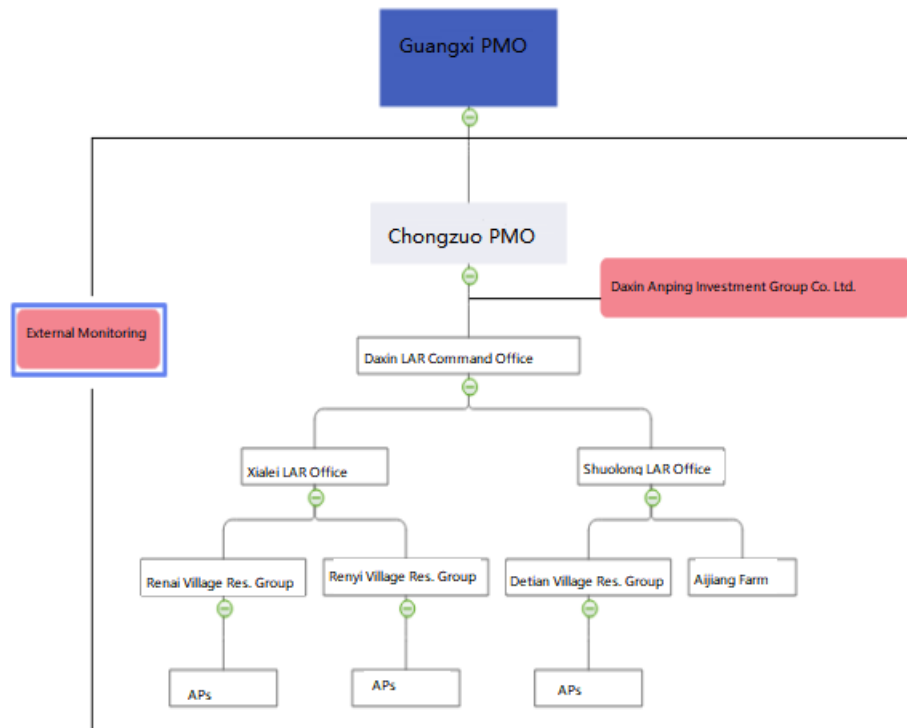 Guangxi PMO
Chongzuo PMO
Daxin Anping Investment Group Co. Ltd.
External Monitoring
Daxin LAR Command Office
Xialei LAR Office
Shuolong LAR Office
Renai Village Res. Group
Renyi Village Res. Group
Detian Village Res. Group
Aijiang Farm
APs
APs
APs